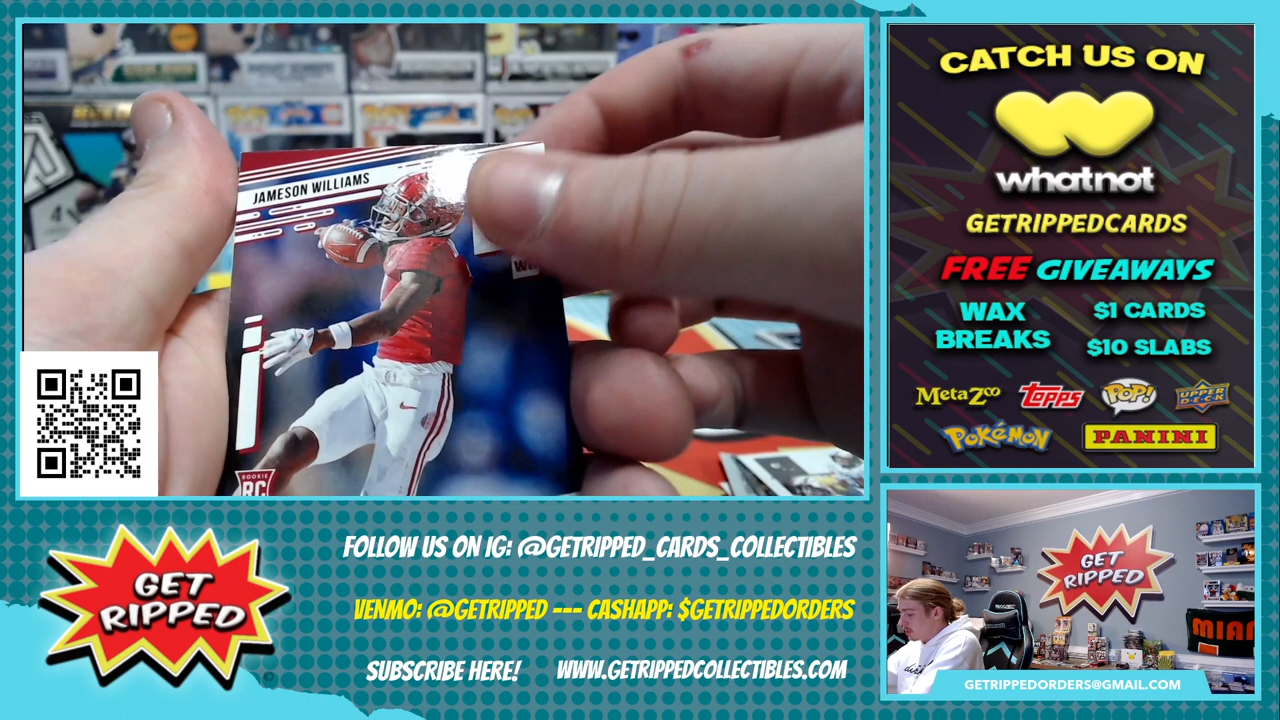 JAMESON WILLIAMS
ROOKIE
RC
CATCH US ON
whatnot
GETRIPPEDCARDS
FREE GIVEAWAYS
WAX BREAKS
$1 CARDS
$10 SLABS
MetaZoo
Topps
POP!
UPPER DECK
POKéMON
PANINI
GET RIPPED
FOLLOW US ON IG: @GETRIPPED_CARDS_COLLECTIBLES
VENMO: @GETRIPPED --- CASHAPP: $GETRIPPEDORDERS
SUBSCRIBE HERE!
WWW.GETRIPPEDCOLLECTIBLES.COM
GET RIPPED
MIAM
GETRIPPEDORDERS@GMAIL.COM